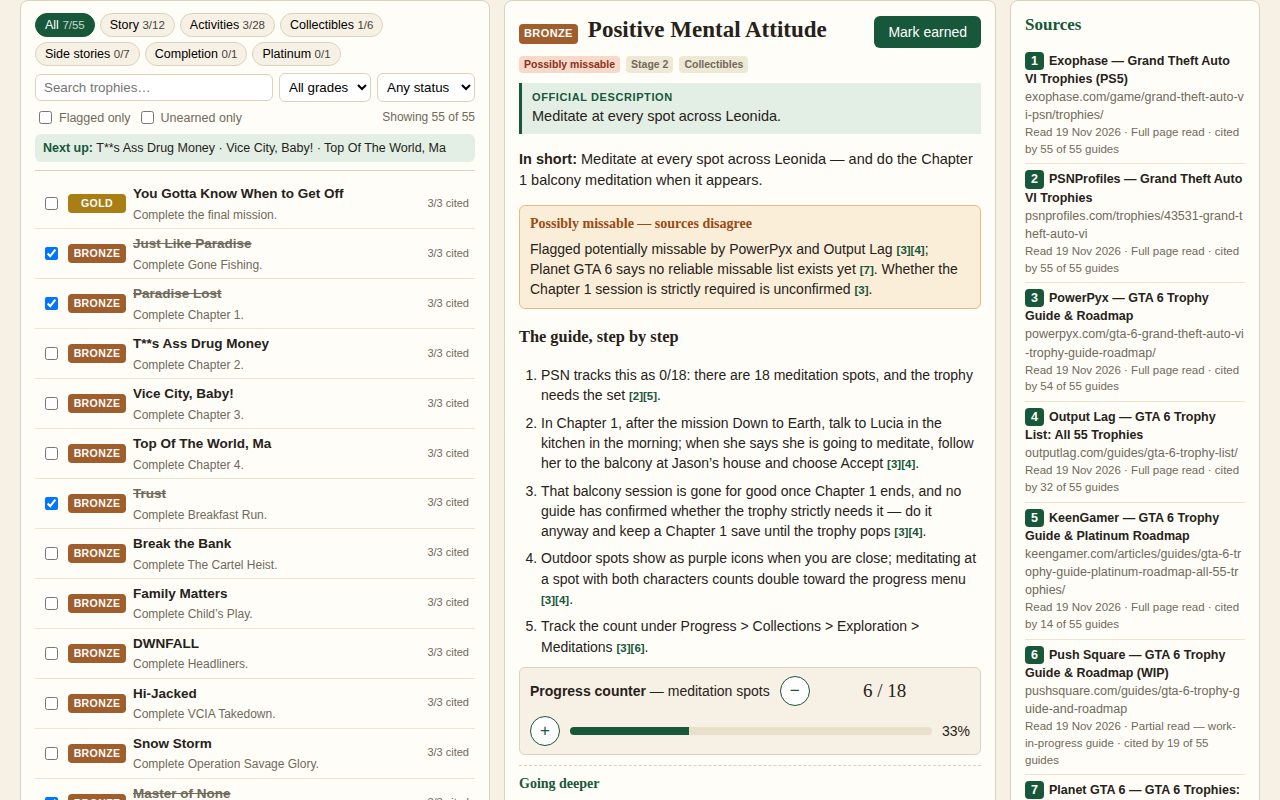 All 7/55
Story 3/12
Activities 3/28
Collectibles 1/6
Side stories 0/7
Completion 0/1
Platinum 0/1
Search trophies…
All grades
Any status
Flagged only
Unearned only
Showing 55 of 55
Next up: T**s Ass Drug Money · Vice City, Baby! · Top Of The World, Ma
GOLD
You Gotta Know When to Get Off
Complete the final mission.
3/3 cited
BRONZE
Just Like Paradise
Complete Gone Fishing.
3/3 cited
BRONZE
Paradise Lost
Complete Chapter 1.
3/3 cited
BRONZE
T**s Ass Drug Money
Complete Chapter 2.
3/3 cited
BRONZE
Vice City, Baby!
Complete Chapter 3.
3/3 cited
BRONZE
Top Of The World, Ma
Complete Chapter 4.
3/3 cited
BRONZE
Trust
Complete Breakfast Run.
3/3 cited
BRONZE
Break the Bank
Complete The Cartel Heist.
3/3 cited
BRONZE
Family Matters
Complete Child’s Play.
3/3 cited
BRONZE
DWNFALL
Complete Headliners.
3/3 cited
BRONZE
Hi-Jacked
Complete VCIA Takedown.
3/3 cited
BRONZE
Snow Storm
Complete Operation Savage Glory.
3/3 cited
Master of None
BRONZE
Positive Mental Attitude
Mark earned
Possibly missable
Stage 2
Collectibles
OFFICIAL DESCRIPTION
Meditate at every spot across Leonida.
In short: Meditate at every spot across Leonida — and do the Chapter
1 balcony meditation when it appears.
Possibly missable — sources disagree
Flagged potentially missable by PowerPyx and Output Lag [3][4];
Planet GTA 6 says no reliable missable list exists yet [7]. Whether the
Chapter 1 session is strictly required is unconfirmed [3].
The guide, step by step
1. PSN tracks this as 0/18: there are 18 meditation spots, and the trophy
needs the set [2][5].
2. In Chapter 1, after the mission Down to Earth, talk to Lucia in the
kitchen in the morning; when she says she is going to meditate, follow
her to the balcony at Jason’s house and choose Accept [3][4].
3. That balcony session is gone for good once Chapter 1 ends, and no
guide has confirmed whether the trophy strictly needs it — do it
anyway and keep a Chapter 1 save until the trophy pops [3][4].
4. Outdoor spots show as purple icons when you are close; meditating at
a spot with both characters counts double toward the progress menu
[3][4].
5. Track the count under Progress > Collections > Exploration >
Meditations [3][6].
Progress counter — meditation spots
−
6 / 18
+
33%
Going deeper
Sources
1 Exophase — Grand Theft Auto
VI Trophies (PS5)
exophase.com/game/grand-theft-auto-v
i-psn/trophies/
Read 19 Nov 2026 · Full page read · cited
by 55 of 55 guides
2 PSNProfiles — Grand Theft Auto
VI Trophies
psnprofiles.com/trophies/43531-grand-t
heft-auto-vi
Read 19 Nov 2026 · Full page read · cited
by 55 of 55 guides
3 PowerPyx — GTA 6 Trophy
Guide & Roadmap
powerpyx.com/gta-6-grand-theft-auto-vi
-trophy-guide-roadmap/
Read 19 Nov 2026 · Full page read · cited
by 54 of 55 guides
4 Output Lag — GTA 6 Trophy
List: All 55 Trophies
outputlag.com/guides/gta-6-trophy-list/
Read 19 Nov 2026 · Full page read · cited
by 32 of 55 guides
5 KeenGamer — GTA 6 Trophy
Guide & Platinum Roadmap
keengamer.com/articles/guides/gta-6-tr
ophy-guide-platinum-roadmap-all-55-tr
ophies/
Read 19 Nov 2026 · Full page read · cited
by 14 of 55 guides
6 Push Square — GTA 6 Trophy
Guide & Roadmap (WIP)
pushsquare.com/guides/gta-6-trophy-g
uide-and-roadmap
Read 19 Nov 2026 · Partial read — work-
in-progress guide · cited by 19 of 55
guides
7 Planet GTA 6 — GTA 6 Trophies: